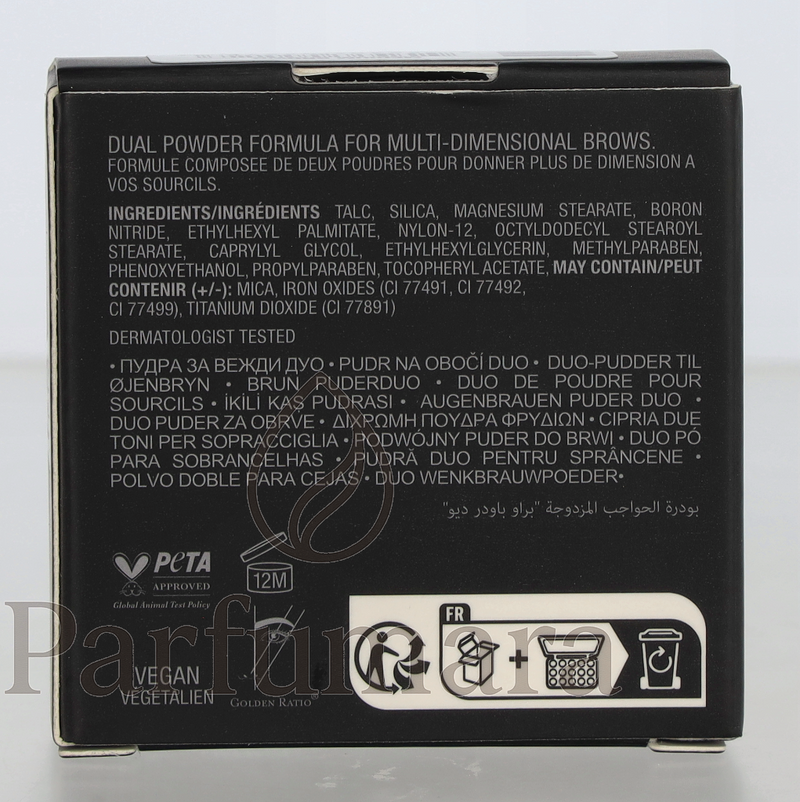 DUAL POWDER FORMULA FOR MULTI-DIMENSIONAL BROWS.
FORMULE COMPOSEE DE DEUX POUDRES POUR DONNER PLUS DE DIMENSION A
VOS SOURCILS.
INGREDIENTS/INGRÉDIENTS TALC, SILICA, MAGNESIUM STEARATE, BORON
NITRIDE, ETHYLHEXYL PALMITATE, NYLON-12, OCTYLDODECYL STEAROYL
STEARATE, CAPRYLYL GLYCOL, ETHYLHEXYLGLYCERIN, METHYLPARABEN,
PHENOXYETHANOL, PROPYLPARABEN, TOCOPHERYL ACETATE, MAY CONTAIN/PEUT
CONTENIR (+/-): MICA, IRON OXIDES (CI 77491, CI 77492,
CI 77499), TITANIUM DIOXIDE (CI 77891)
DERMATOLOGIST TESTED
• ПУДРА ЗА ВЕЖДИ ДУО • PUDR NA OBOČÍ DUO • DUO-PUDDER TIL
ØJENBRYN • BRUN PUDERDUO • DUO DE POUDRE POUR
SOURCILS • İKİLİ KAS PUDRASI • AUGENBRAUEN PUDER DUO •
DUO PUDER ZA OBRVE • ΔΙΧΡΩΜΗ ΠΟΥΔΡΑ ΦΡΥΔΙΩΝ • CIPRIA DUE
TONI PER SOPRACCIGLIA • PODWÓJNY PUDER DO BRWI • DUO PÓ
PARA SOBRANCELHAS • PUDRĂ DUO PENTRU SPRÂNCENE •
POLVO DOBLE PARA CEJAS • DUO WENKBRAUWPOEDER •
بودرة الحواجب المزدوجة "براو باودر ديو"
PETA
APPROVED
Global Animal Test Policy
12M
VEGAN
VÉGÉTALIEN
GOLDEN RATIO®
FR
Parfumara